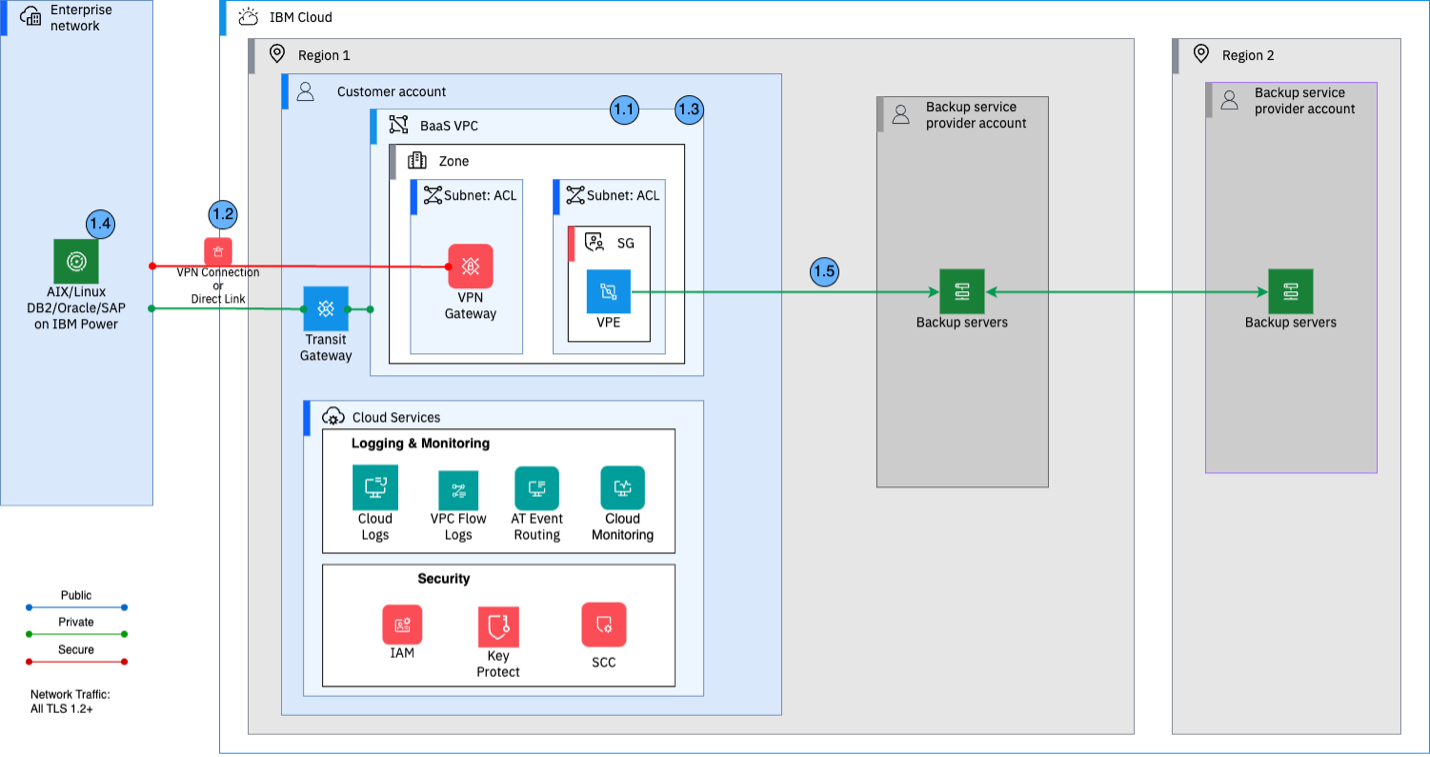 Enterprise
network
IBM Cloud
Region 1
Region 2
Customer account
Backup service
provider account
Backup service
provider account
1.1
1.3
BaaS VPC
Zone
Subnet: ACL
Subnet: ACL
1.4
1.2
SG
VPN Connection
or
Direct Link
AIX/Linux
DB2/Oracle/SAP
on IBM Power
VPN
Gateway
VPE
1.5
Backup servers
Backup servers
Transit
Gateway
Cloud Services
Logging & Monitoring
Cloud
Logs
VPC Flow
Logs
AT Event
Routing
Cloud
Monitoring
Security
IAM
Key
Protect
SCC
Public
Private
Secure
Network Traffic:
All TLS 1.2+